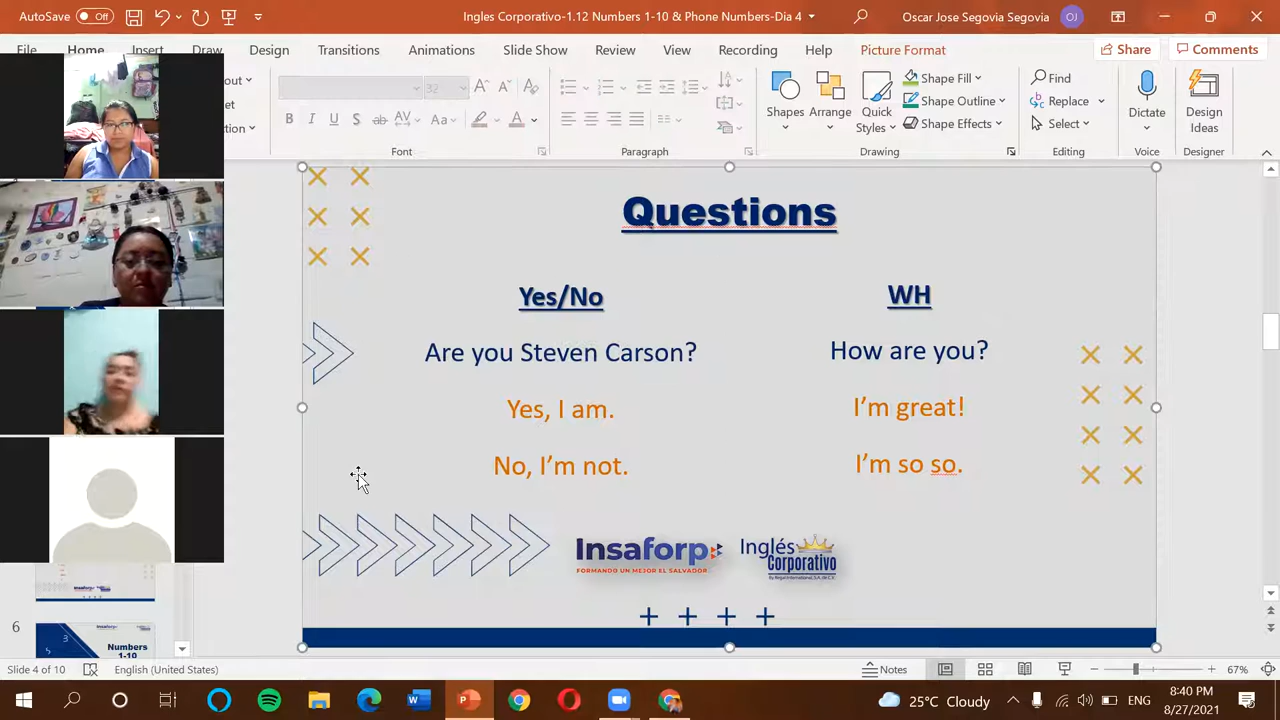 AutoSave Off Ingles Corporativo-1.12 Numbers 1-10 & Phone Numbers-Dia 4 Oscar Jose Segovia Segovia OJ
File Home Insert Draw Design Transitions Animations Slide Show Review View Recording Help Picture Format Share Comments
Shapes Arrange Quick Styles Shape Fill Shape Outline Shape Effects Find Replace Select Dictate Design Ideas
B I U S ab AV Aa A
Font Paragraph Drawing Editing Voice Designer
Questions
Yes/No
WH
Are you Steven Carson?
How are you?
Yes, I am.
I'm great!
No, I'm not.
I'm so so.
Insaforp
FORMANDO UN MEJOR EL SALVADOR
Inglés
Corporativo
6
Numbers
1-10
Slide 4 of 10 English (United States) Notes 67%
25°C Cloudy ENG 8:40 PM
8/27/2021